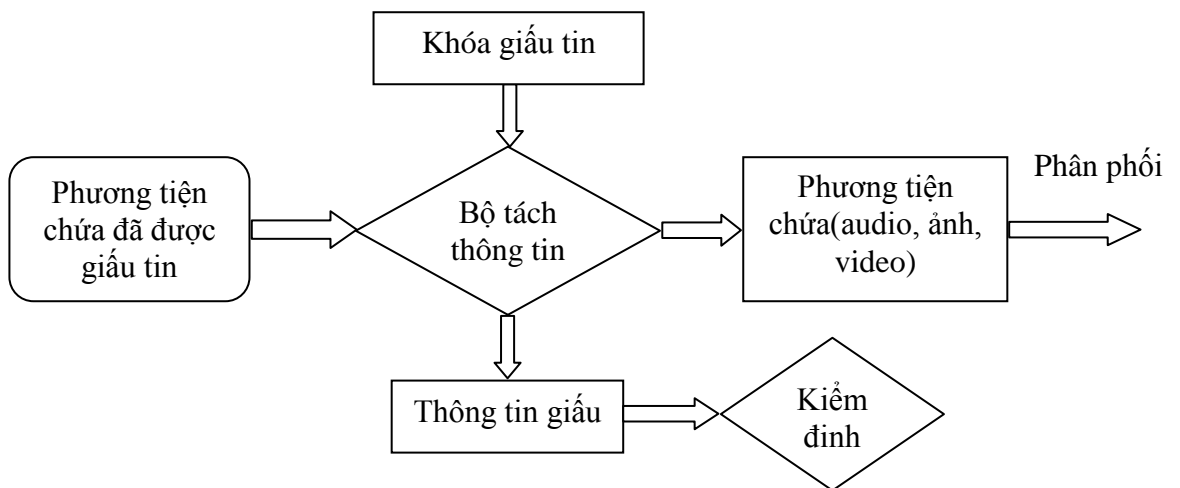 Khóa giấu tin
Phương tiện
chứa đã được
giấu tin
Bộ tách
thông tin
Phương tiện
chứa(audio, ảnh,
video)
Phân phối
Thông tin giấu
Kiểm
đinh